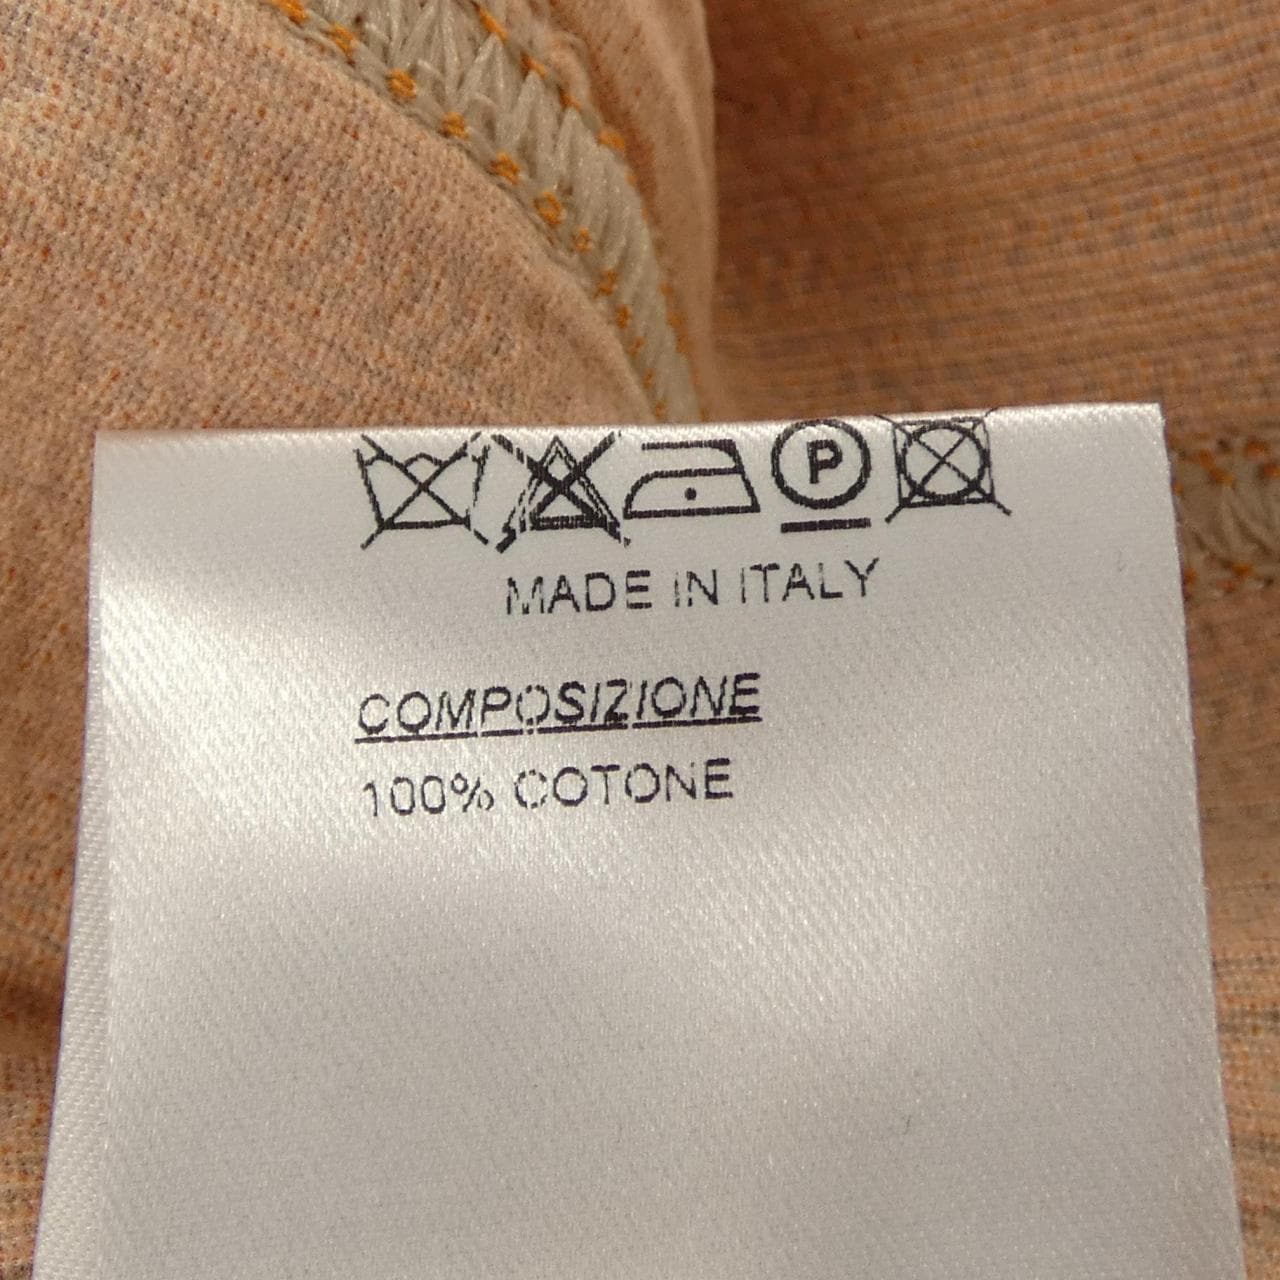 P
MADE IN ITALY
COMPOSIZIONE
100% COTONE